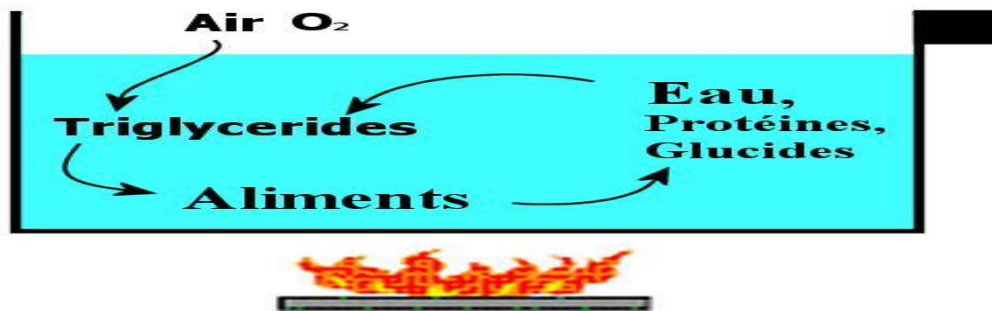 Air O₂
Triglycerides
Eau,
Protéines,
Glucides
Aliments